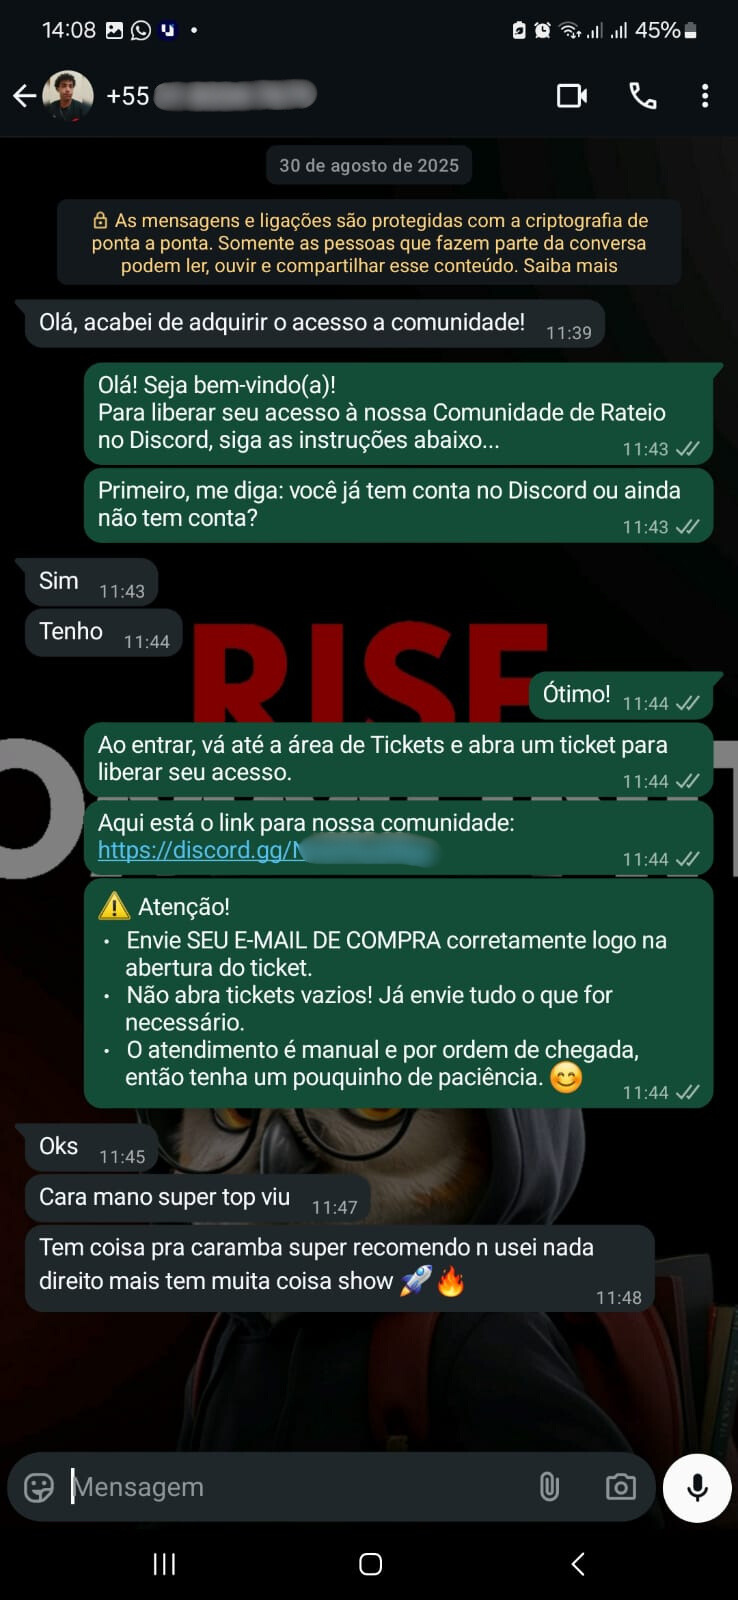 14:08
45%
+55
30 de agosto de 2025
As mensagens e ligações são protegidas com a criptografia de
ponta a ponta. Somente as pessoas que fazem parte da conversa
podem ler, ouvir e compartilhar esse conteúdo. Saiba mais
Olá, acabei de adquirir o acesso a comunidade! 11:39
Olá! Seja bem-vindo(a)!
Para liberar seu acesso à nossa Comunidade de Rateio
no Discord, siga as instruções abaixo...
11:43
Primeiro, me diga: você já tem conta no Discord ou ainda
não tem conta?
11:43
Sim 11:43
Tenho 11:44
RISE
Ótimo! 11:44
Ao entrar, vá até a área de Tickets e abra um ticket para
liberar seu acesso.
11:44
Aqui está o link para nossa comunidade:
https://discord.gg/
11:44
⚠️ Atenção!
• Envie SEU E-MAIL DE COMPRA corretamente logo na
abertura do ticket.
• Não abra tickets vazios! Já envie tudo o que for
necessário.
• O atendimento é manual e por ordem de chegada,
então tenha um pouquinho de paciência. 😊
11:44
Oks 11:45
Cara mano super top viu 11:47
Tem coisa pra caramba super recomendo n usei nada
direito mais tem muita coisa show 🚀🔥
11:48
Mensagem